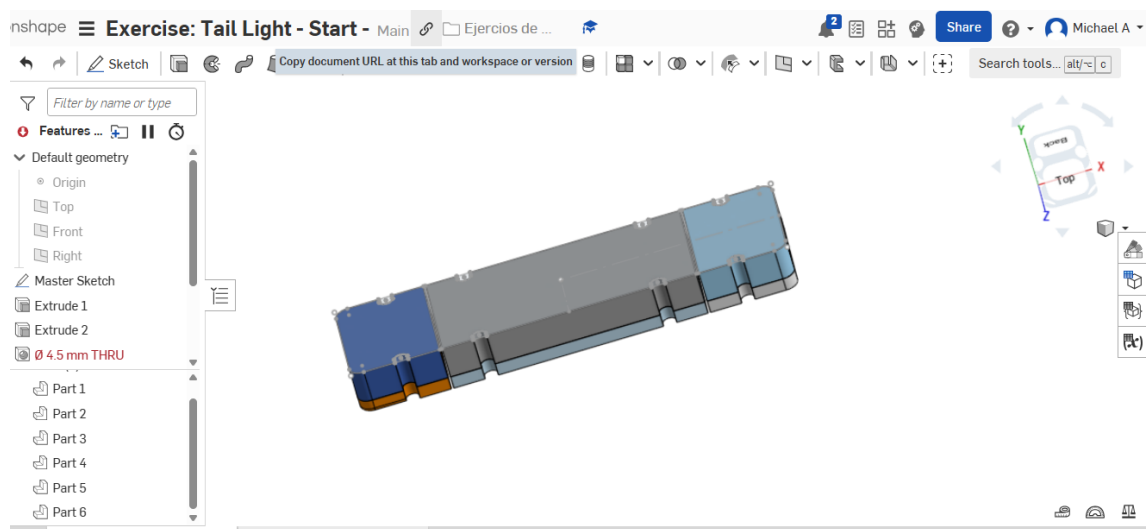 nshape Exercise: Tail Light - Start - Main Ejercios de ... 2 Share Michael A
Sketch Copy document URL at this tab and workspace or version Search tools... alt/⌥ c
Filter by name or type
Features ...
Default geometry
Origin
Top
Front
Right
Master Sketch
Extrude 1
Extrude 2
Ø 4.5 mm THRU
Part 1
Part 2
Part 3
Part 4
Part 5
Part 6
Y
Back
X
Top
Z
(x)